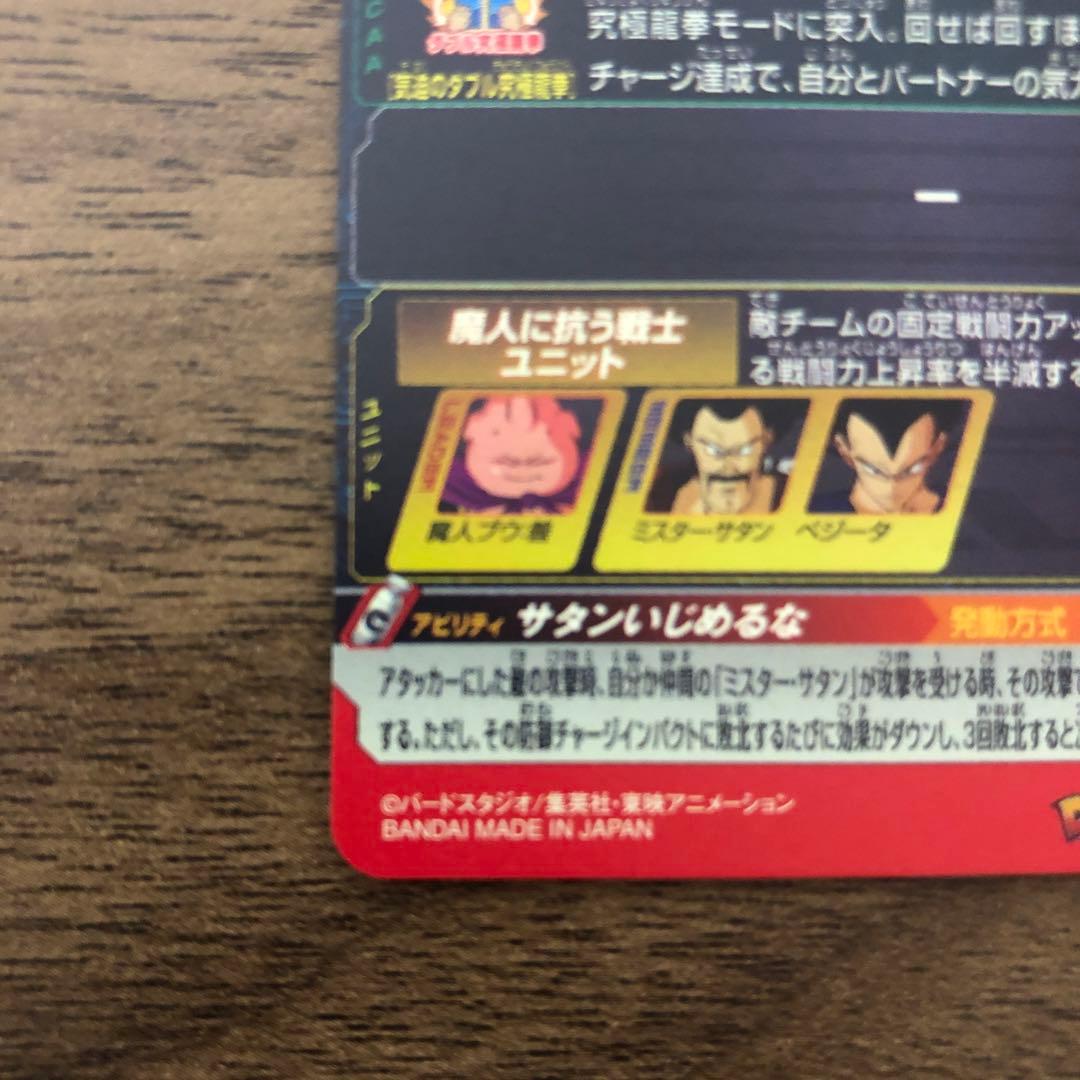 CAA
究極龍拳モードに突入。回せば回すほ
[気迫のダブル究極龍拳]
チャージ達成で、自分とパートナーの気力
ー
魔人に抗う戦士
ユニット
敵チームの固定戦闘力アッ
る戦闘力上昇率を半減する
ユニット
LEADER
MEMBER
魔人ブウ:善
ミスター・サタン
ベジータ
C
アビリティ
サタンいじめるな
発動方式
アタッカーにした敵の攻撃時、自分か仲間の「ミスター・サタン」が攻撃を受ける時、その攻撃
する。ただし、その防御チャージインパクトに敗北するたびに効果がダウンし、3回敗北すると
©バードスタジオ/集英社・東映アニメーション
BANDAI MADE IN JAPAN